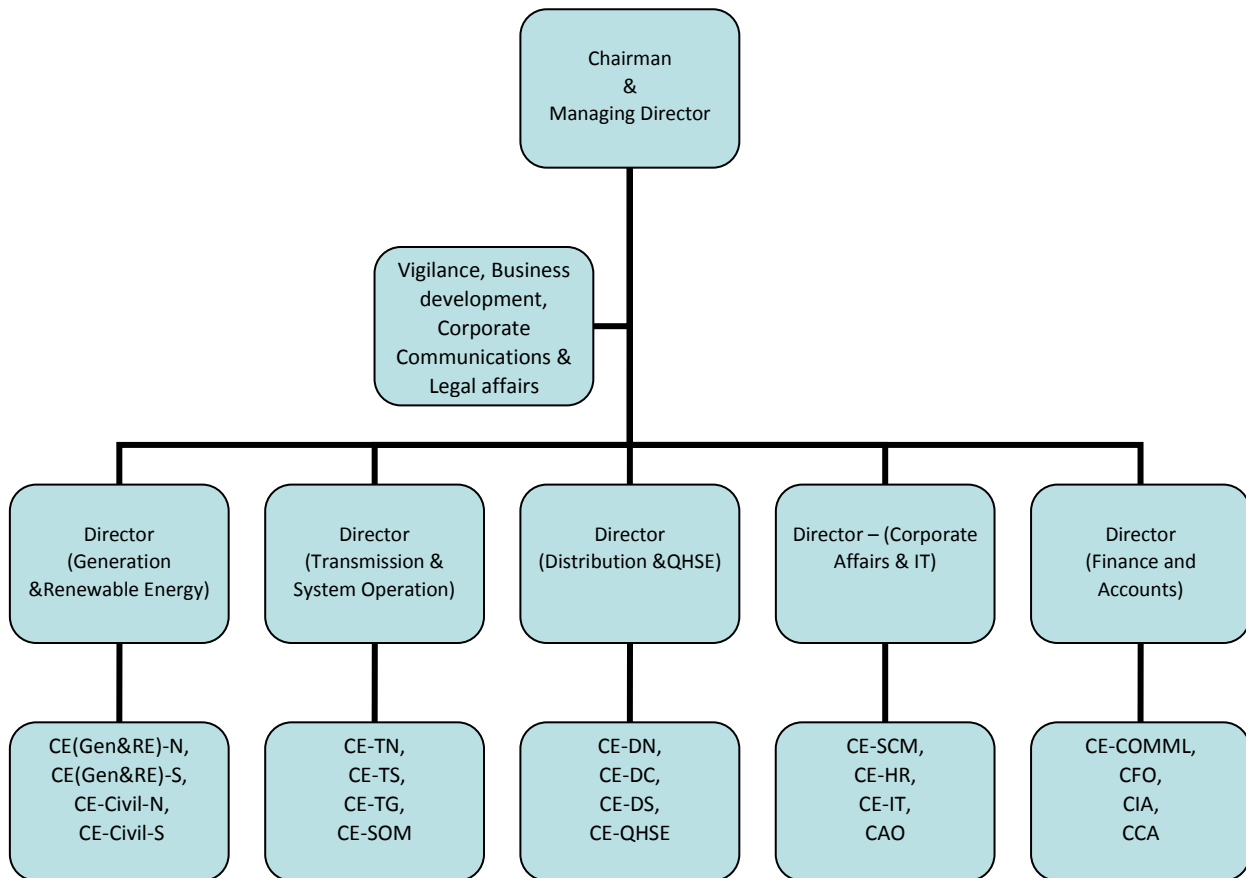 Chairman
&
Managing Director
Vigilance, Business
development,
Corporate
Communications &
Legal affairs
Director
(Generation
&Renewable Energy)
Director
(Transmission &
System Operation)
Director
(Distribution &QHSE)
Director – (Corporate
Affairs & IT)
Director
(Finance and
Accounts)
CE(Gen&RE)-N,
CE(Gen&RE)-S,
CE-Civil-N,
CE-Civil-S
CE-TN,
CE-TS,
CE-TG,
CE-SOM
CE-DN,
CE-DC,
CE-DS,
CE-QHSE
CE-SCM,
CE-HR,
CE-IT,
CAO
CE-COMML,
CFO,
CIA,
CCA